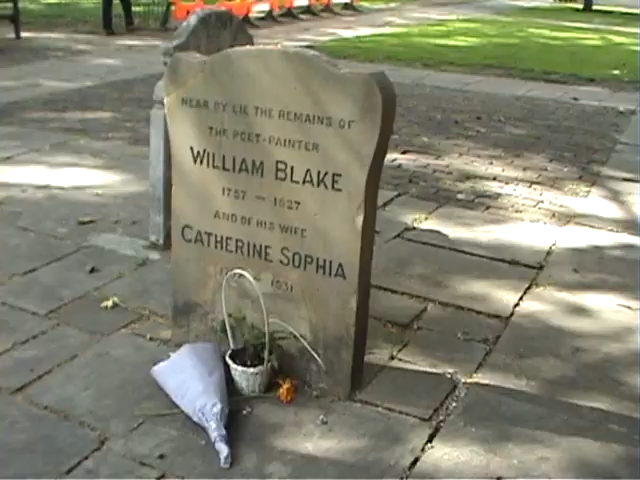 NEAR BY LIE THE REMAINS OF
THE POET-PAINTER
WILLIAM BLAKE
1757 – 1827
AND OF HIS WIFE
CATHERINE SOPHIA
1831